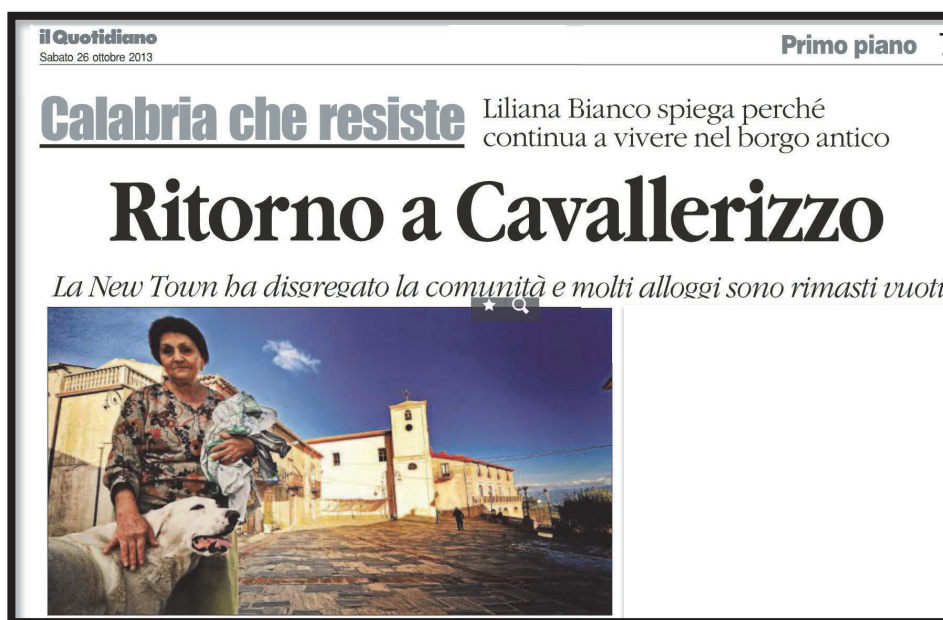 il Quotidiano
Sabato 26 ottobre 2013
Primo piano
Calabria che resiste
Liliana Bianco spiega perché
continua a vivere nel borgo antico
Ritorno a Cavallerizzo
La New Town ha disgregato la comunità e molti alloggi sono rimasti vuoti